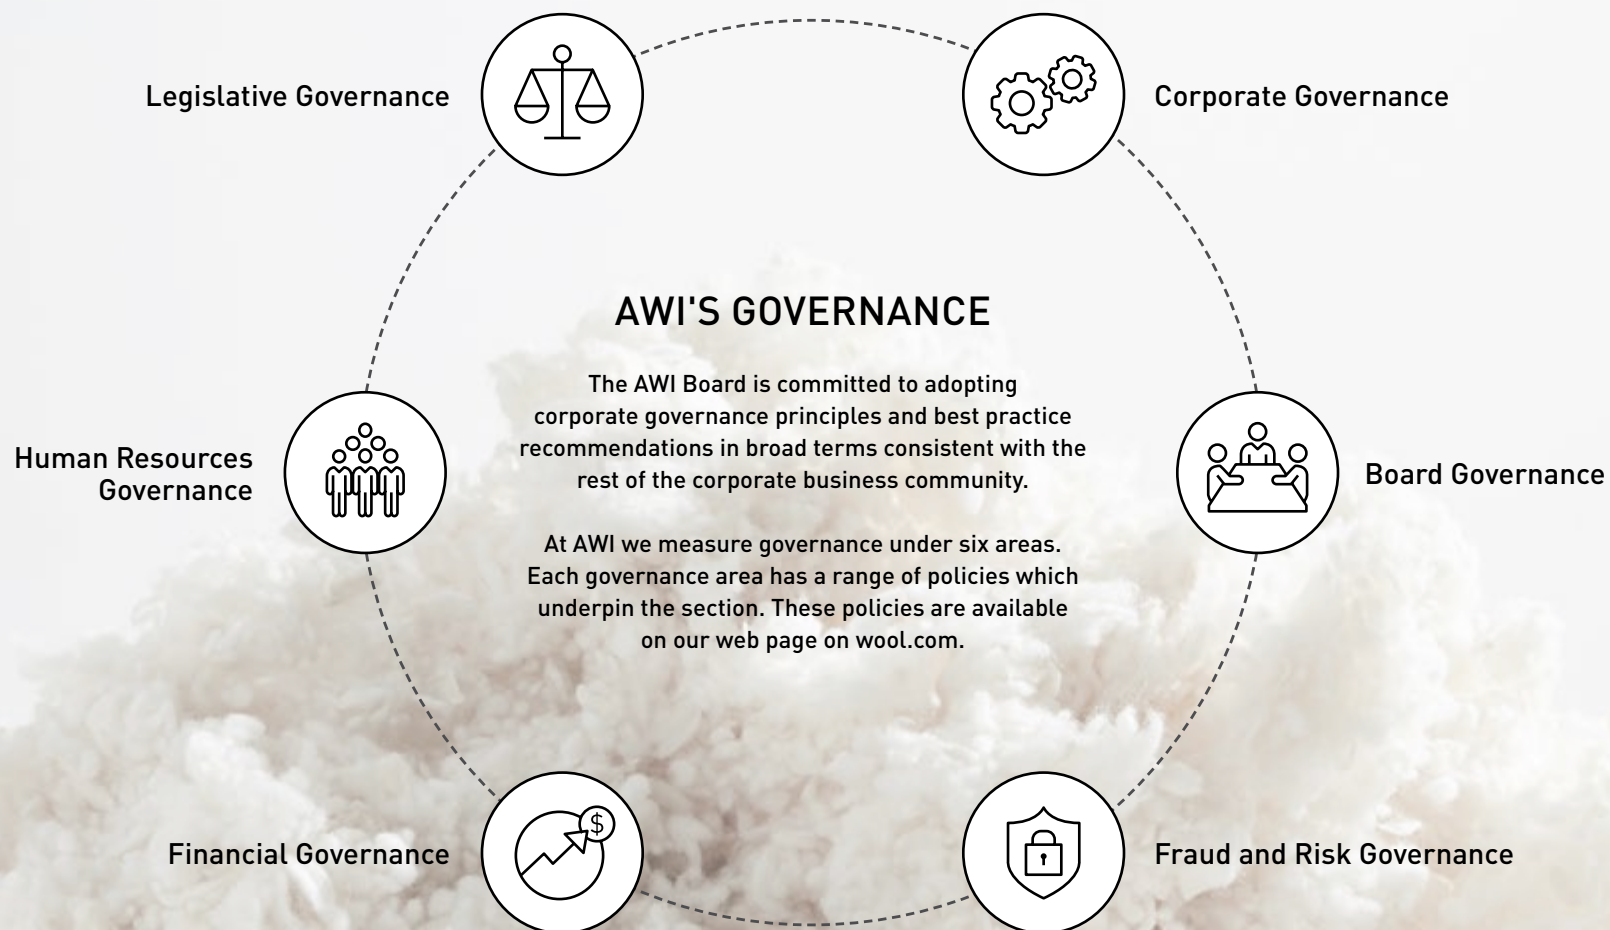 Legislative Governance
Corporate Governance
AWI'S GOVERNANCE
The AWI Board is committed to adopting
corporate governance principles and best practice
recommendations in broad terms consistent with the
rest of the corporate business community.
At AWI we measure governance under six areas.
Each governance area has a range of policies which
underpin the section. These policies are available
on our web page on wool.com.
Human Resources
Governance
Board Governance
Financial Governance
$
Fraud and Risk Governance